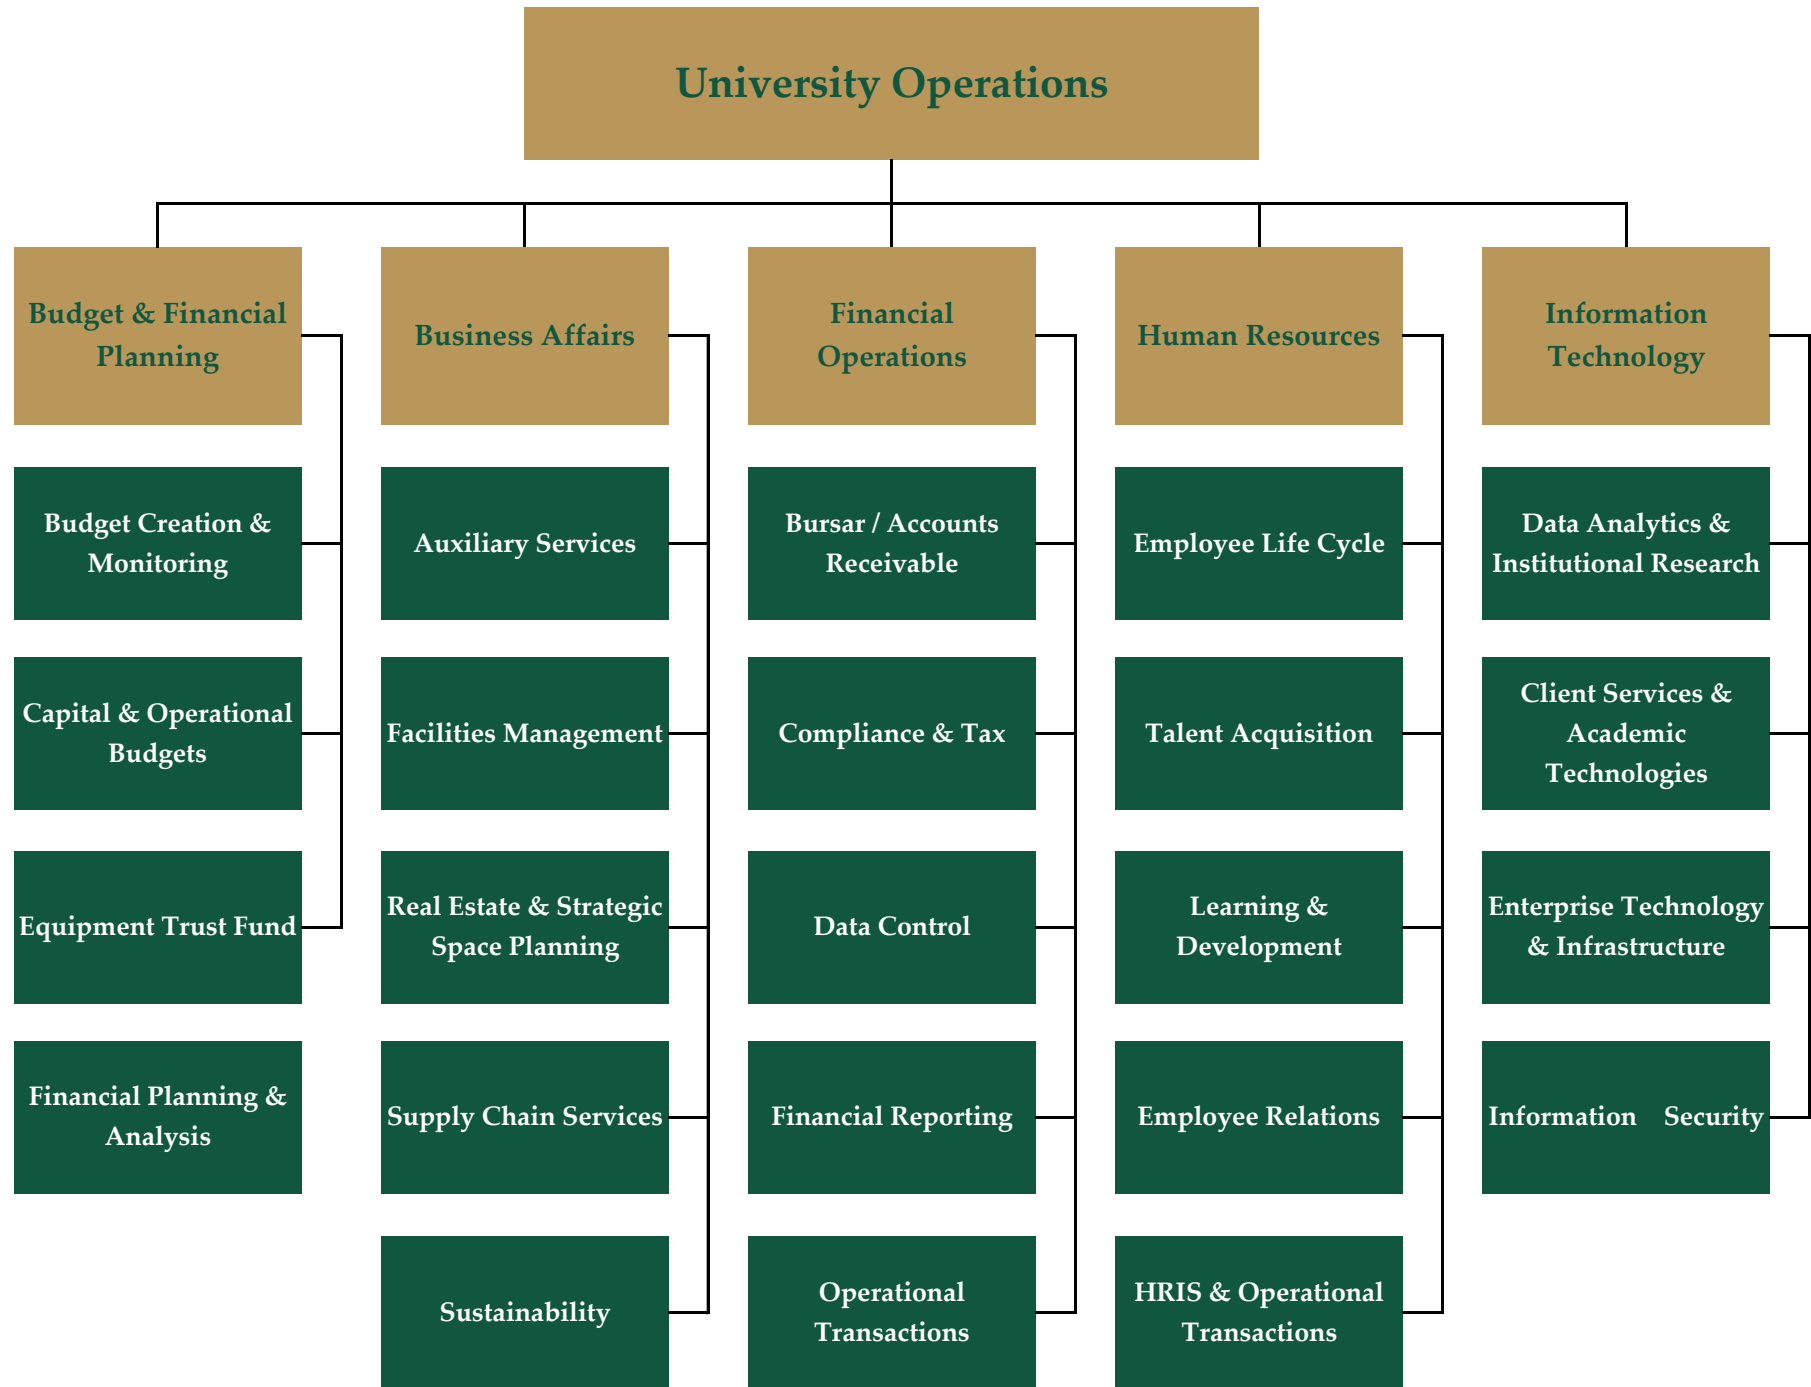 University Operations
Budget & Financial
Planning
Business Affairs
Financial
Operations
Human Resources
Information
Technology
Budget Creation &
Monitoring
Auxiliary Services
Bursar / Accounts
Receivable
Employee Life Cycle
Data Analytics &
Institutional Research
Capital & Operational
Budgets
Facilities Management
Compliance & Tax
Talent Acquisition
Client Services &
Academic
Technologies
Equipment Trust Fund
Real Estate & Strategic
Space Planning
Data Control
Learning &
Development
Enterprise Technology
& Infrastructure
Financial Planning &
Analysis
Supply Chain Services
Financial Reporting
Employee Relations
Information Security
Sustainability
Operational
Transactions
HRIS & Operational
Transactions